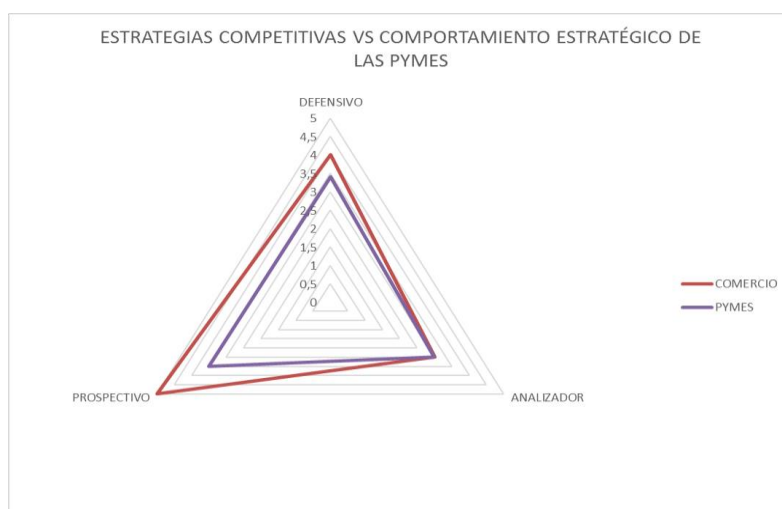 ESTRATEGIAS COMPETITIVAS VS COMPORTAMIENTO ESTRATÉGICO DE
LAS PYMES
DEFENSIVO
5
4,5
4
3,5
3
2,5
2
1,5
1
0,5
0
COMERCIO
PYMES
PROSPECTIVO
ANALIZADOR